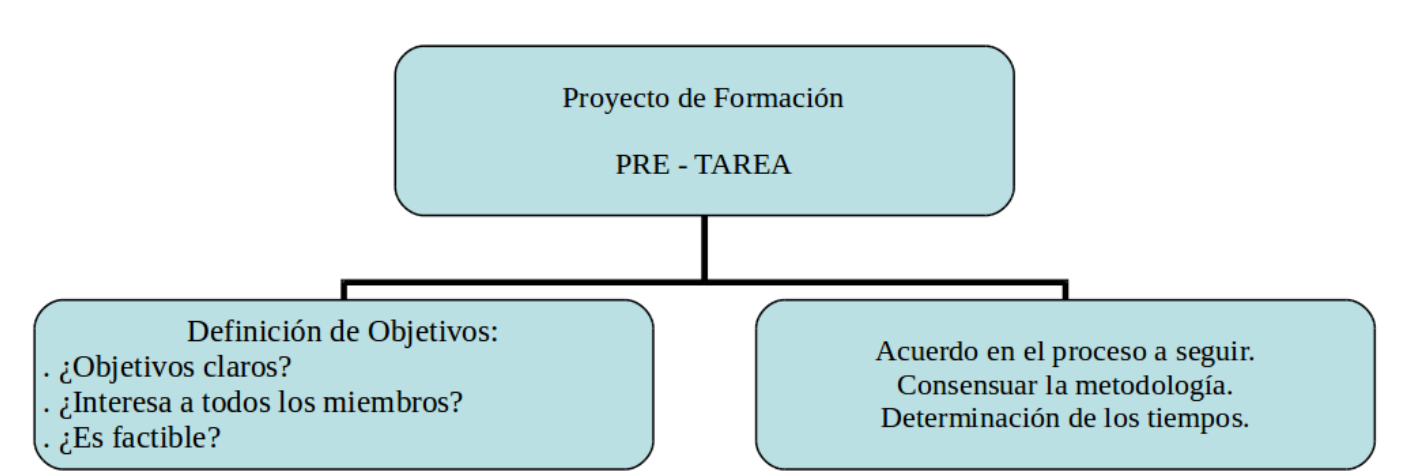 Proyecto de Formación
PRE - TAREA
Definición de Objetivos:
. ¿Objetivos claros?
. ¿Interesa a todos los miembros?
. ¿Es factible?
Acuerdo en el proceso a seguir.
Consensuar la metodología.
Determinación de los tiempos.